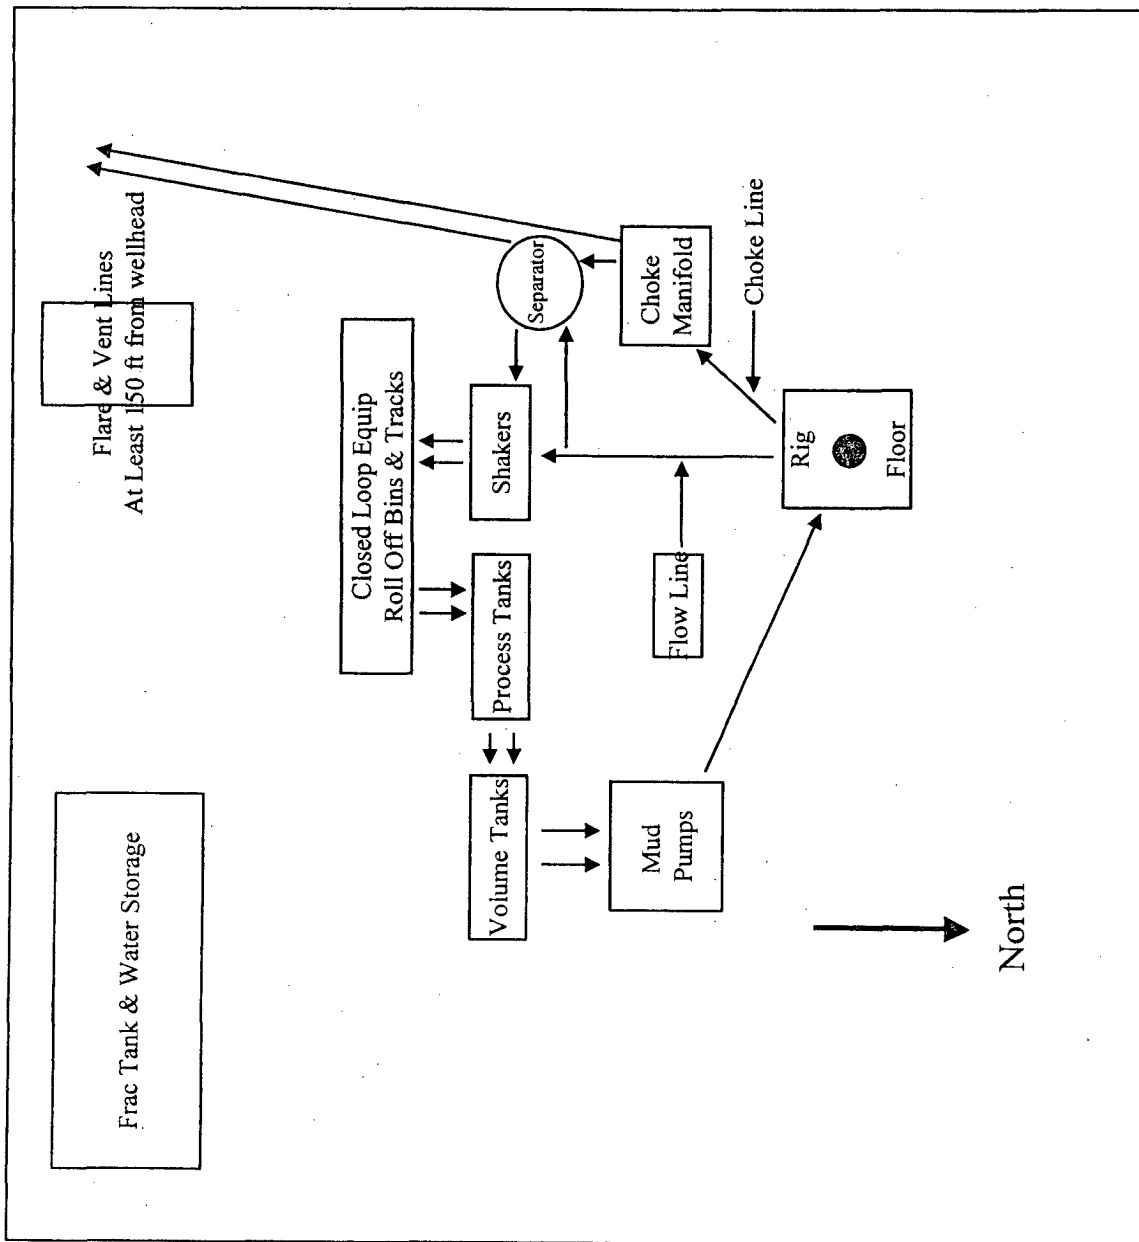 Flare & Vent Lines
At Least 150 ft from wellhead
Frac Tank & Water Storage
Closed Loop Equip
Roll Off Bins & Tracks
Separator
Shakers
Process Tanks
Volume Tanks
Choke
Manifold
Choke Line
Flow Line
Mud
Pumps
Rig
Floor
North